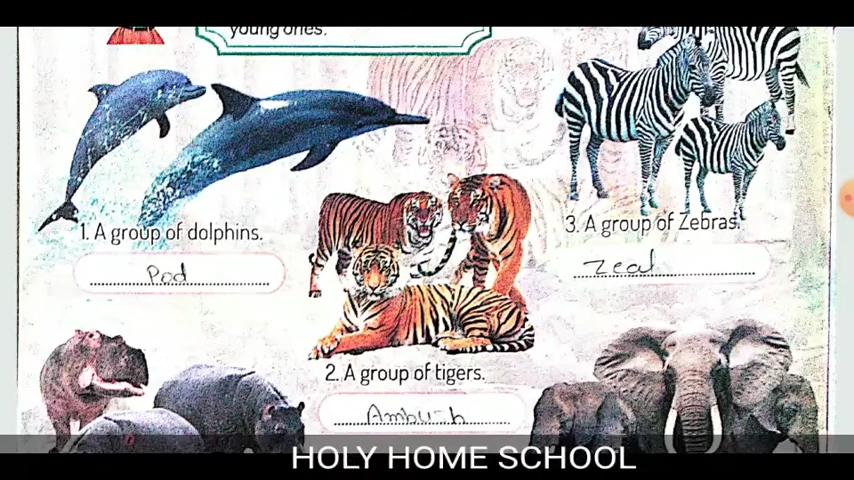 young ones.
1. A group of dolphins.
Pod
3. A group of Zebras.
Zeal
2. A group of tigers.
Ambush
HOLY HOME SCHOOL